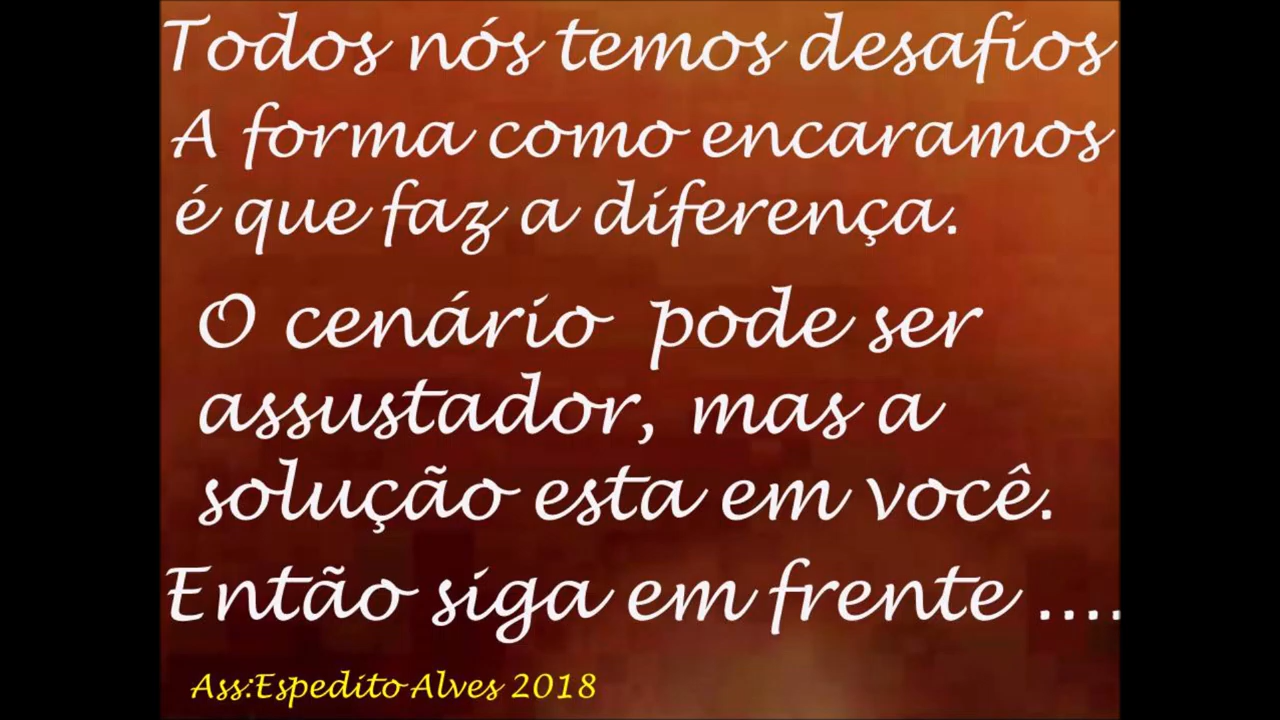 Todos nós temos desafios
A forma como encaramos
é que faz a diferença.
O cenário pode ser
assustador, mas a
solução esta em você.
Então siga em frente ....
Ass:Espedito Alves 2018